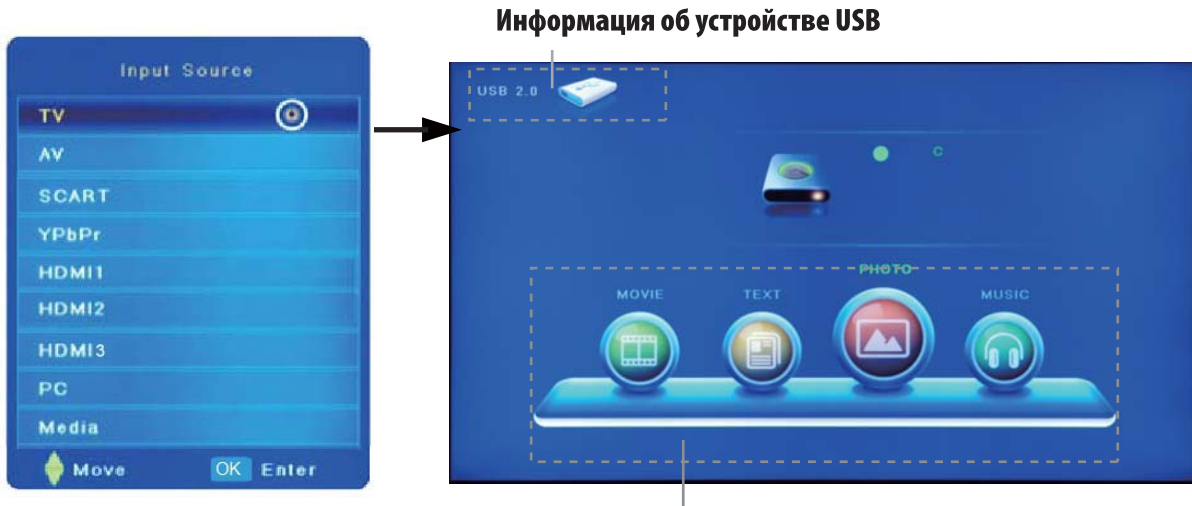 Информация об устройстве USB
Input Source
TV
AV
SCART
YPbPr
HDMI1
HDMI2
HDMI3
PC
Media
Move OK Enter
USB 2.0
C
PHOTO
MOVIE TEXT MUSIC